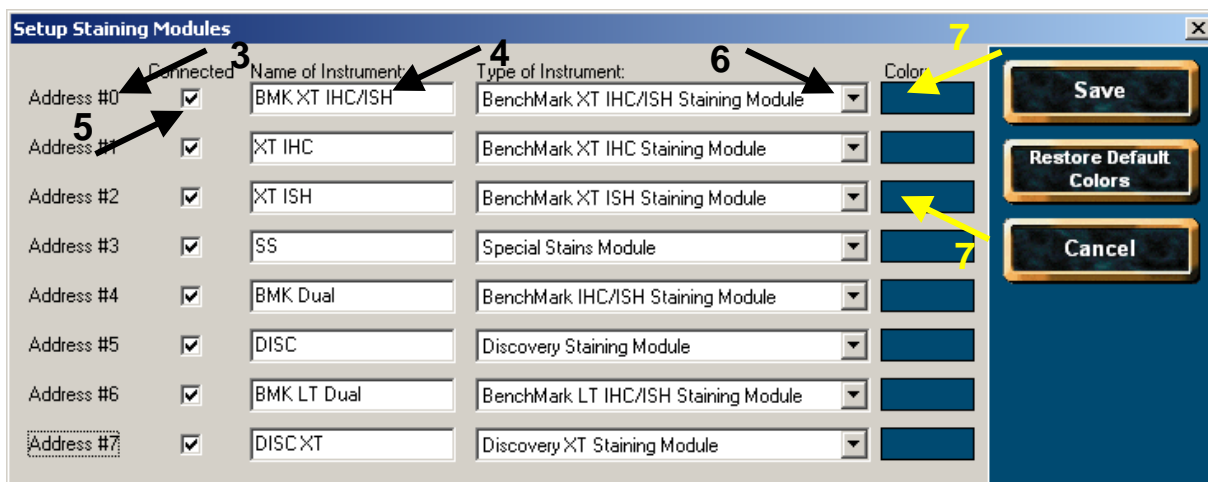 Setup Staining Modules
3 4 6 7
Connected Name of Instrument: Type of Instrument: Color:
Address #0 BMK XT IHC/ISH BenchMark XT IHC/ISH Staining Module
5
Address #1 XT IHC BenchMark XT IHC Staining Module
Address #2 XT ISH BenchMark XT ISH Staining Module
7
Address #3 SS Special Stains Module
Address #4 BMK Dual BenchMark IHC/ISH Staining Module
Address #5 DISC Discovery Staining Module
Address #6 BMK LT Dual BenchMark LT IHC/ISH Staining Module
Address #7 DISC XT Discovery XT Staining Module
Save
Restore Default
Colors
Cancel